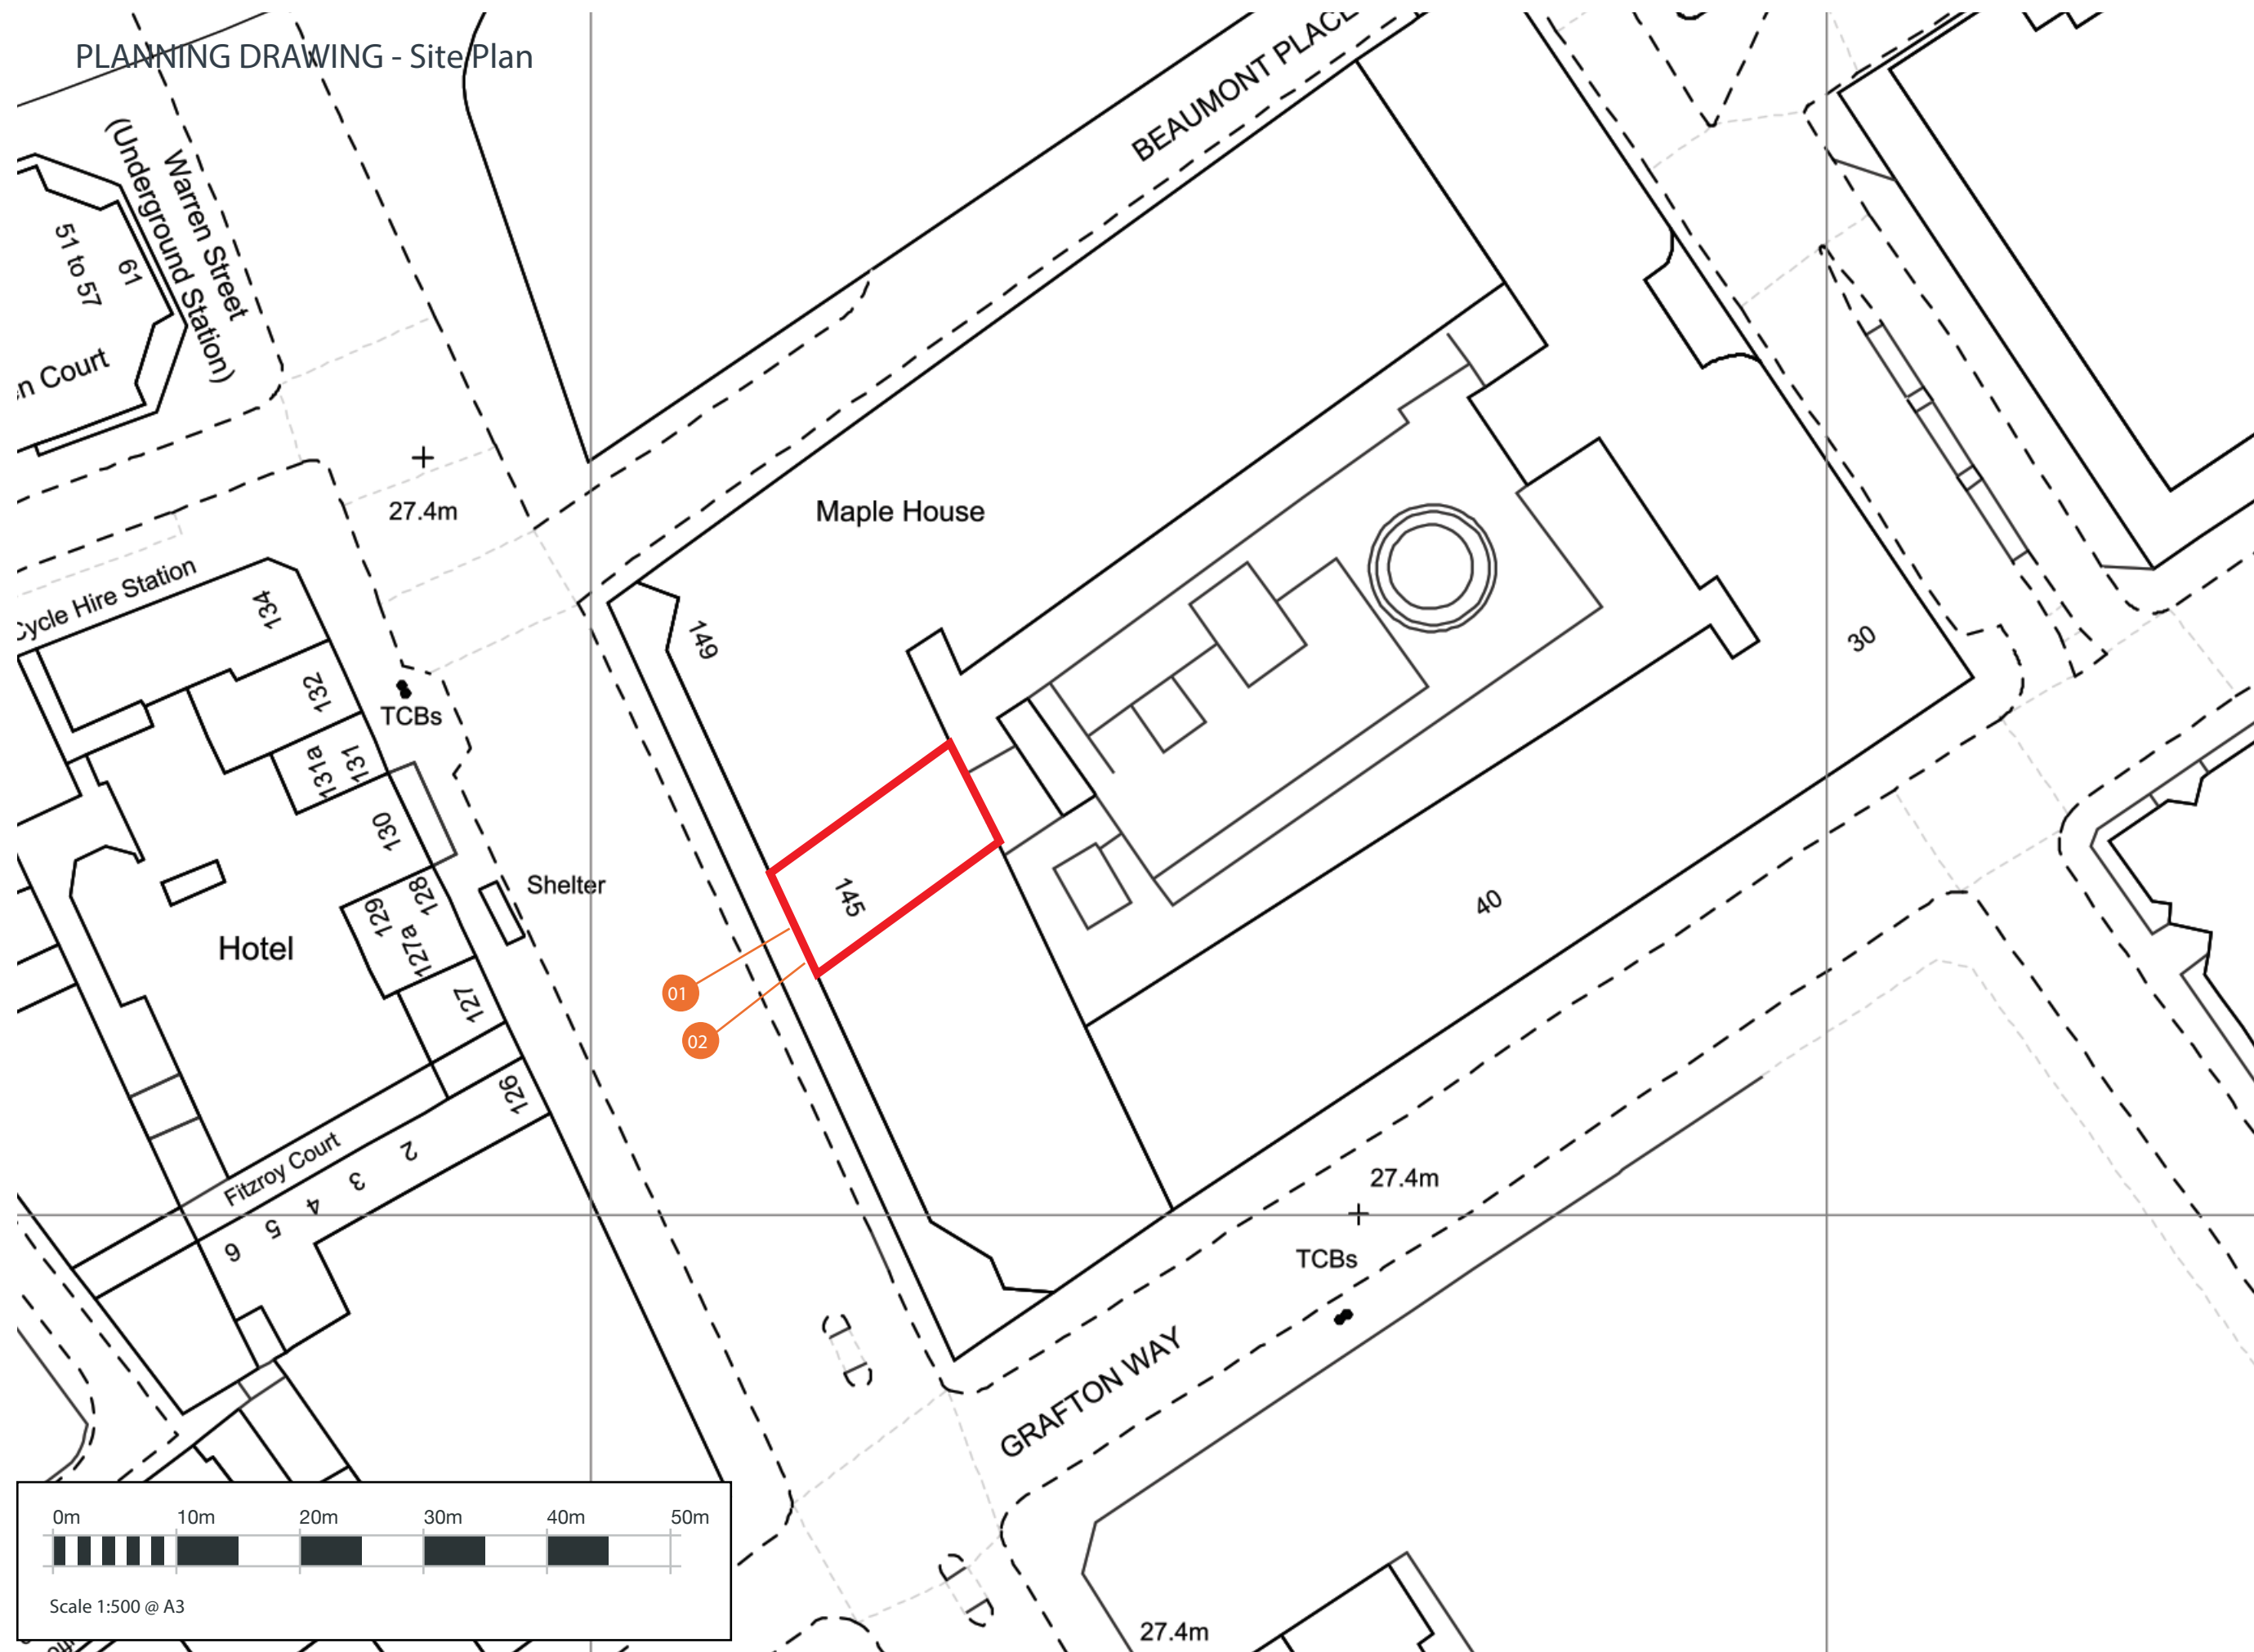 PLANNING DRAWING - Site Plan
BEAUMONT PLACE
Warren Street
(Underground Station)
51 to 57
61
n Court
27.4m
Maple House
Cycle Hire Station
134
149
132
30
TCBs
131a
131
130
145
Shelter
128
129
127a
40
Hotel
01
127
02
126
Fitzroy Court
2
3
4
5
6
27.4m
TCBs
GRAFTON WAY
0m 10m 20m 30m 40m 50m
Scale 1:500 @ A3
27.4m